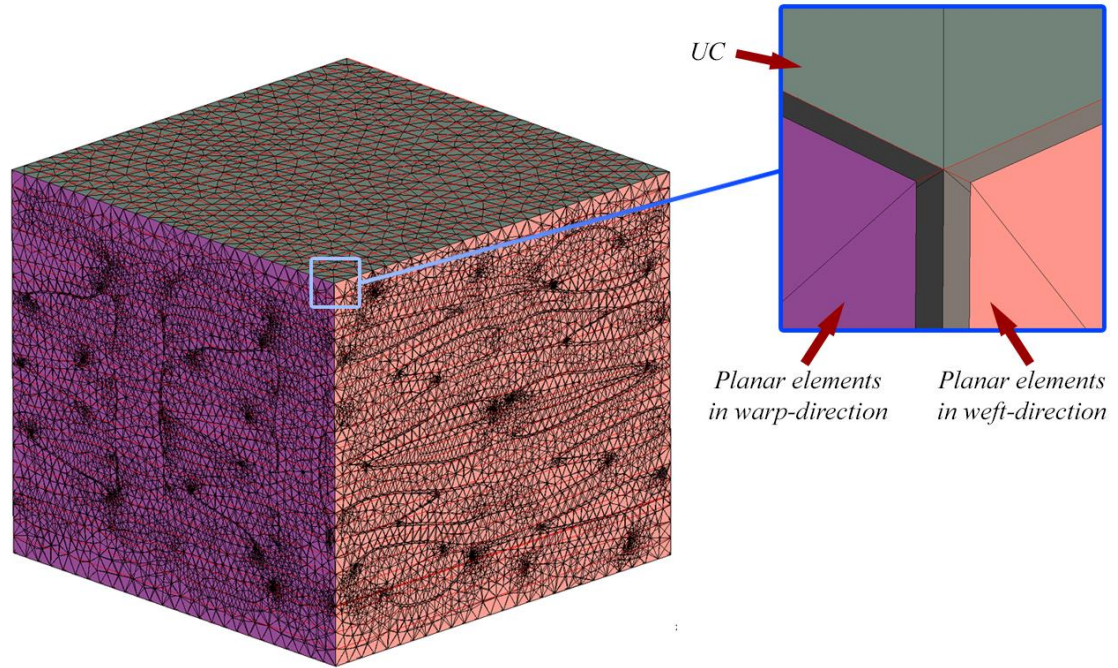 UC
Planar elements
in warp-direction
Planar elements
in weft-direction